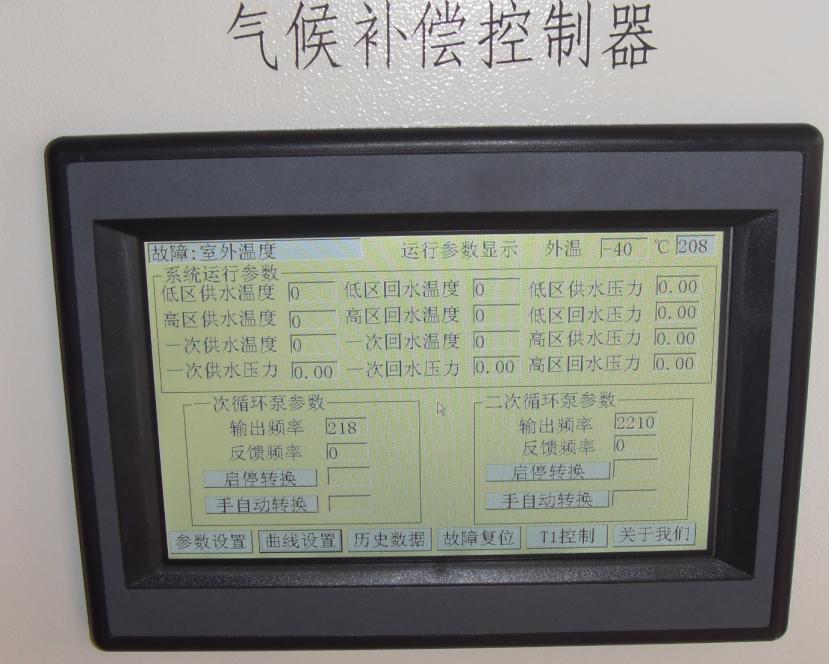 气候补偿控制器
故障:室外温度 运行参数显示 外温 -40 ℃ 208
系统运行参数
低区供水温度 0 低区回水温度 0 低区供水压力 0.00
高区供水温度 0 高区回水温度 0 低区回水压力 0.00
一次供水温度 0 一次回水温度 0 高区供水压力 0.00
一次供水压力 0.00 一次回水压力 0.00 高区回水压力 0.00
一次循环泵参数 二次循环泵参数
输出频率 218 输出频率 2210
反馈频率 0 反馈频率 0
启停转换 启停转换
手自动转换 手自动转换
参数设置 曲线设置 历史数据 故障复位 T1控制 关于我们